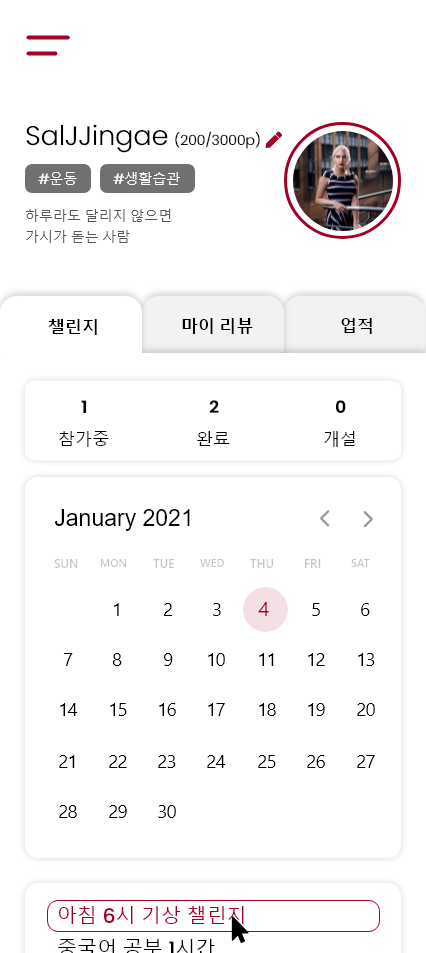 SalJJingae (200/3000p)
#운동 #생활습관
하루라도 달리지 않으면
가시가 돋는 사람
챌린지 마이 리뷰 업적
1 2 0
참가중 완료 개설
January 2021
SUN MON TUE WED THU FRI SAT
1 2 3 4 5 6
7 8 9 10 11 12 13
14 15 16 17 18 19 20
21 22 23 24 25 26 27
28 29 30
아침 6시 기상 챌린지
중국어 공부 1시간